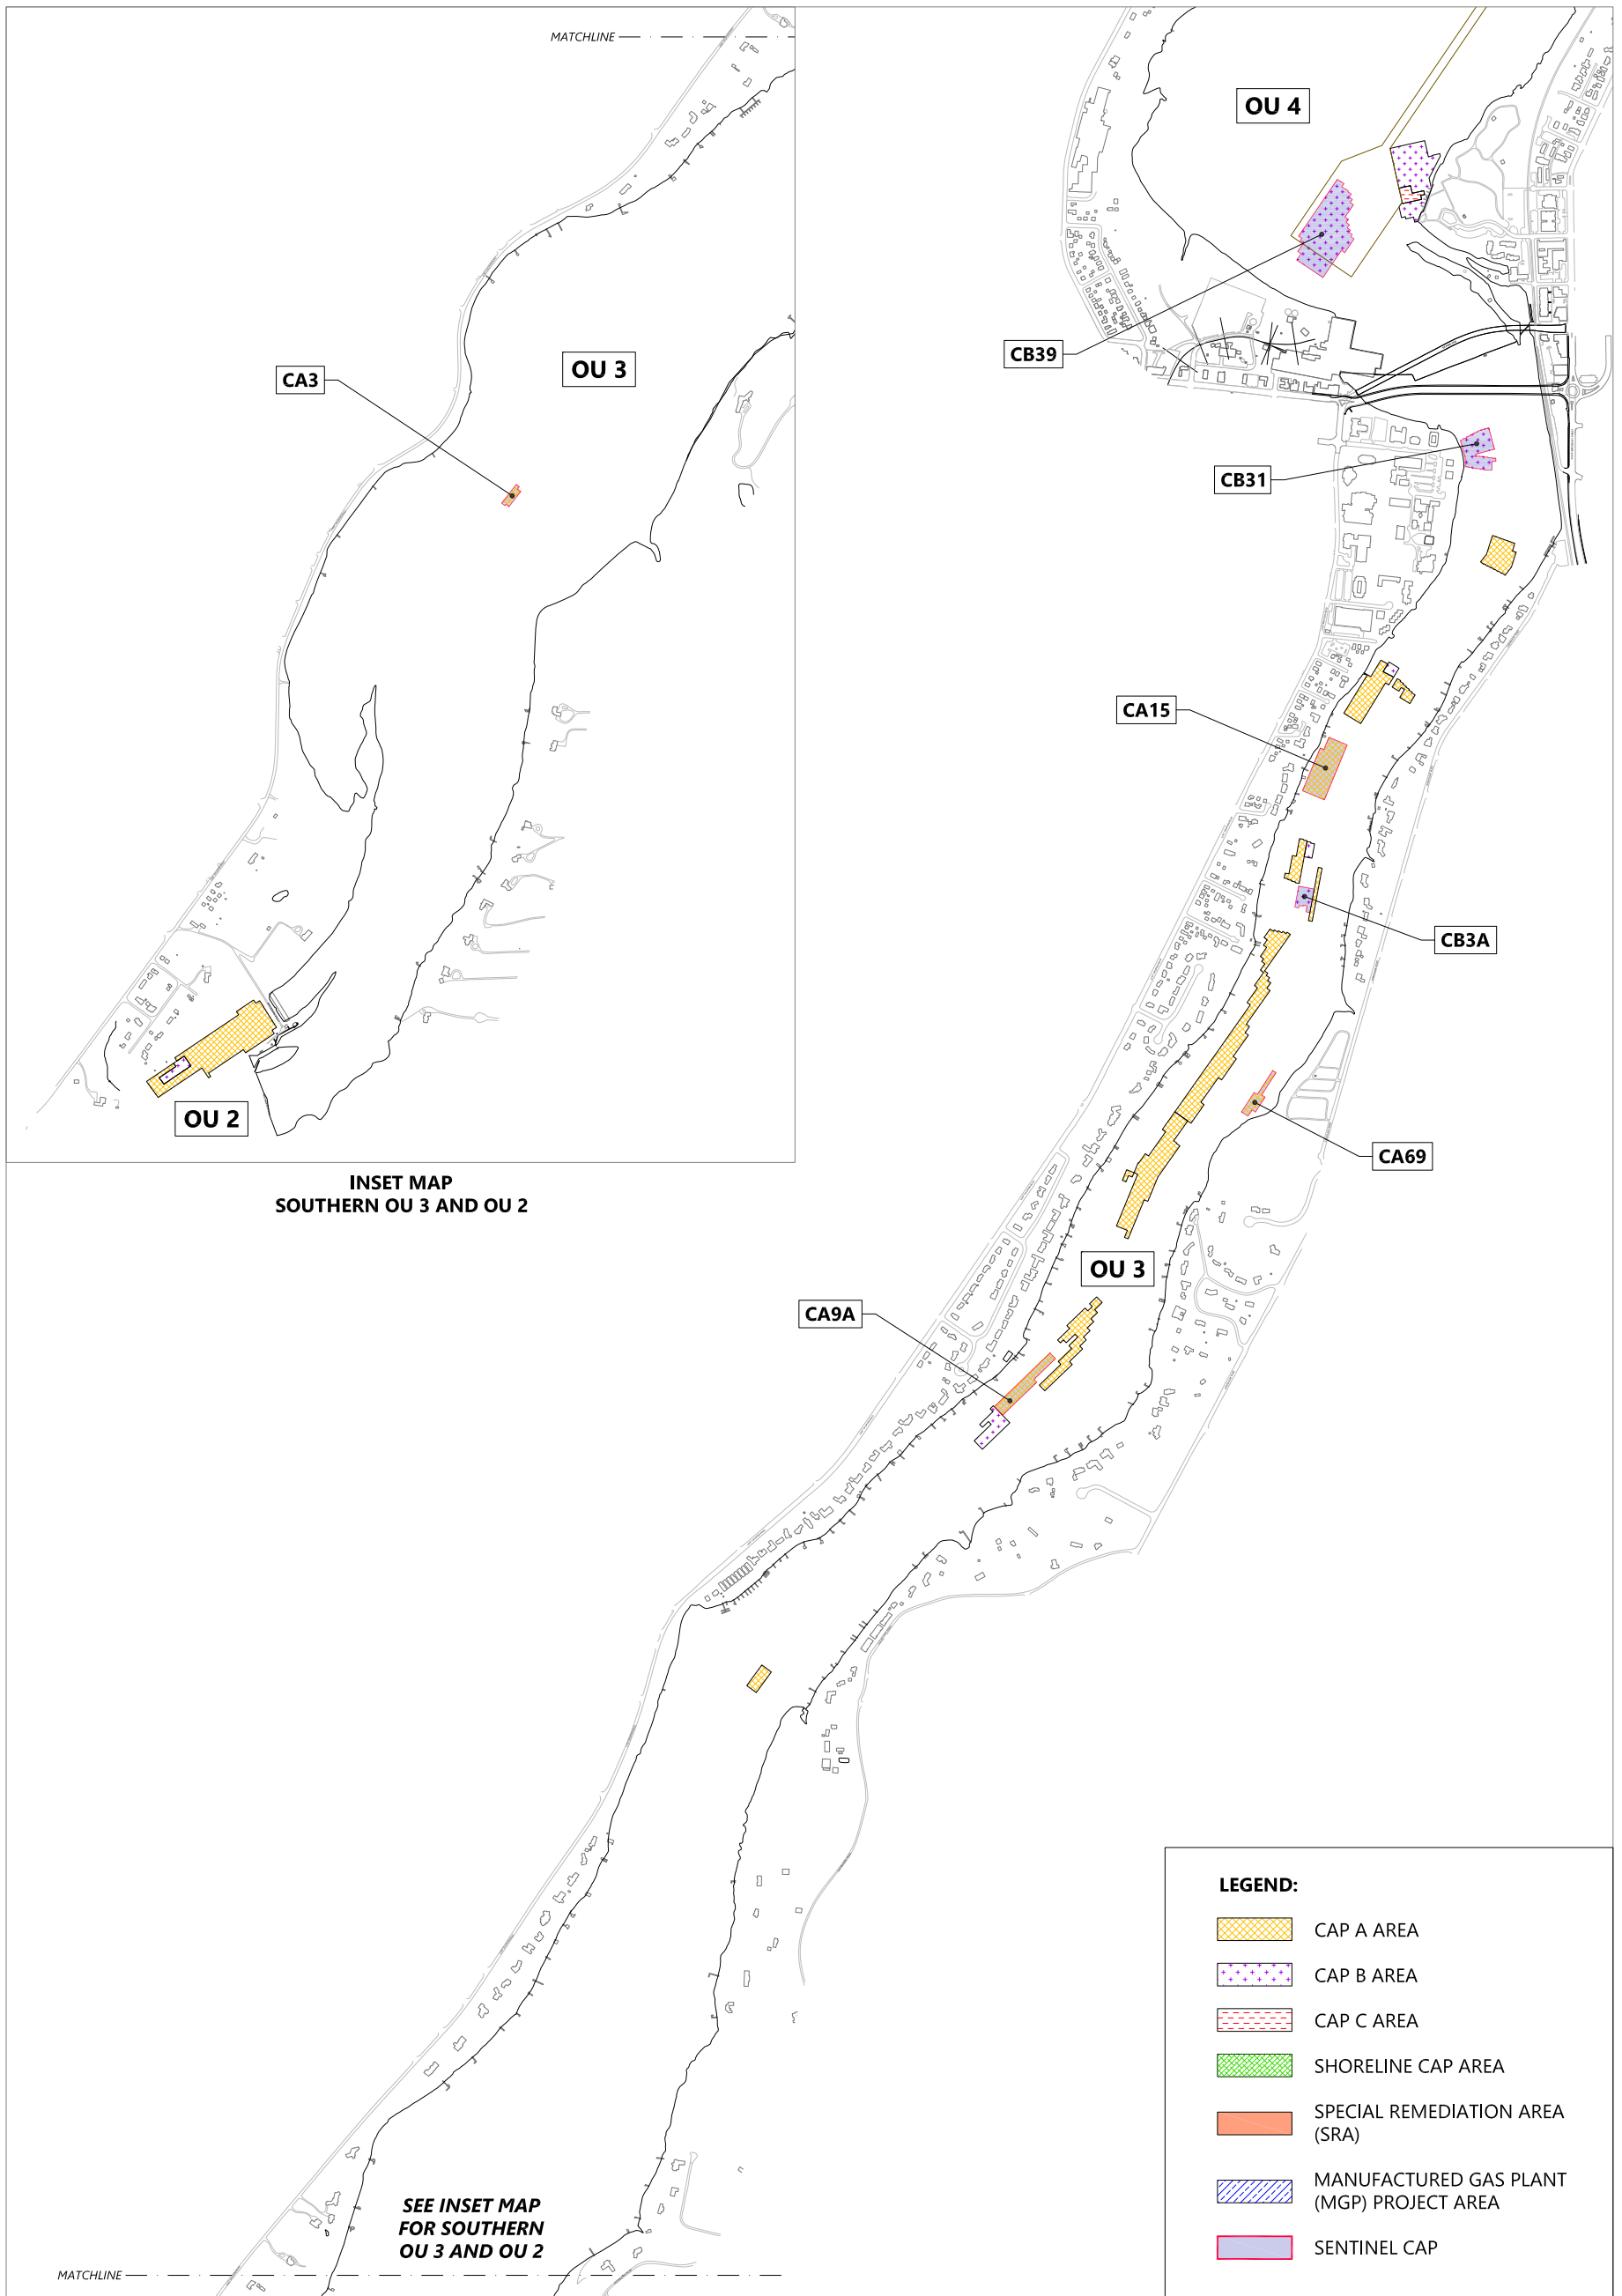 MATCHLINE
OU 3
CA3
OU 2
INSET MAP
SOUTHERN OU 3 AND OU 2
OU 4
CB39
CB31
CA15
CB3A
CA69
OU 3
CA9A
SEE INSET MAP
FOR SOUTHERN
OU 3 AND OU 2
MATCHLINE
LEGEND:
CAP A AREA
CAP B AREA
CAP C AREA
SHORELINE CAP AREA
SPECIAL REMEDIATION AREA
(SRA)
MANUFACTURED GAS PLANT
(MGP) PROJECT AREA
SENTINEL CAP